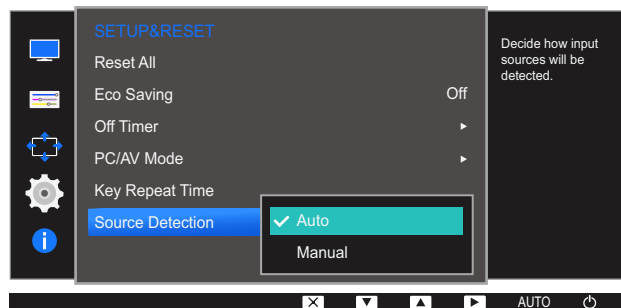 SETUP&RESET
Reset All
Eco Saving Off
Off Timer
PC/AV Mode
Key Repeat Time
Source Detection
Auto
Manual
Decide how input
sources will be
detected.
AUTO